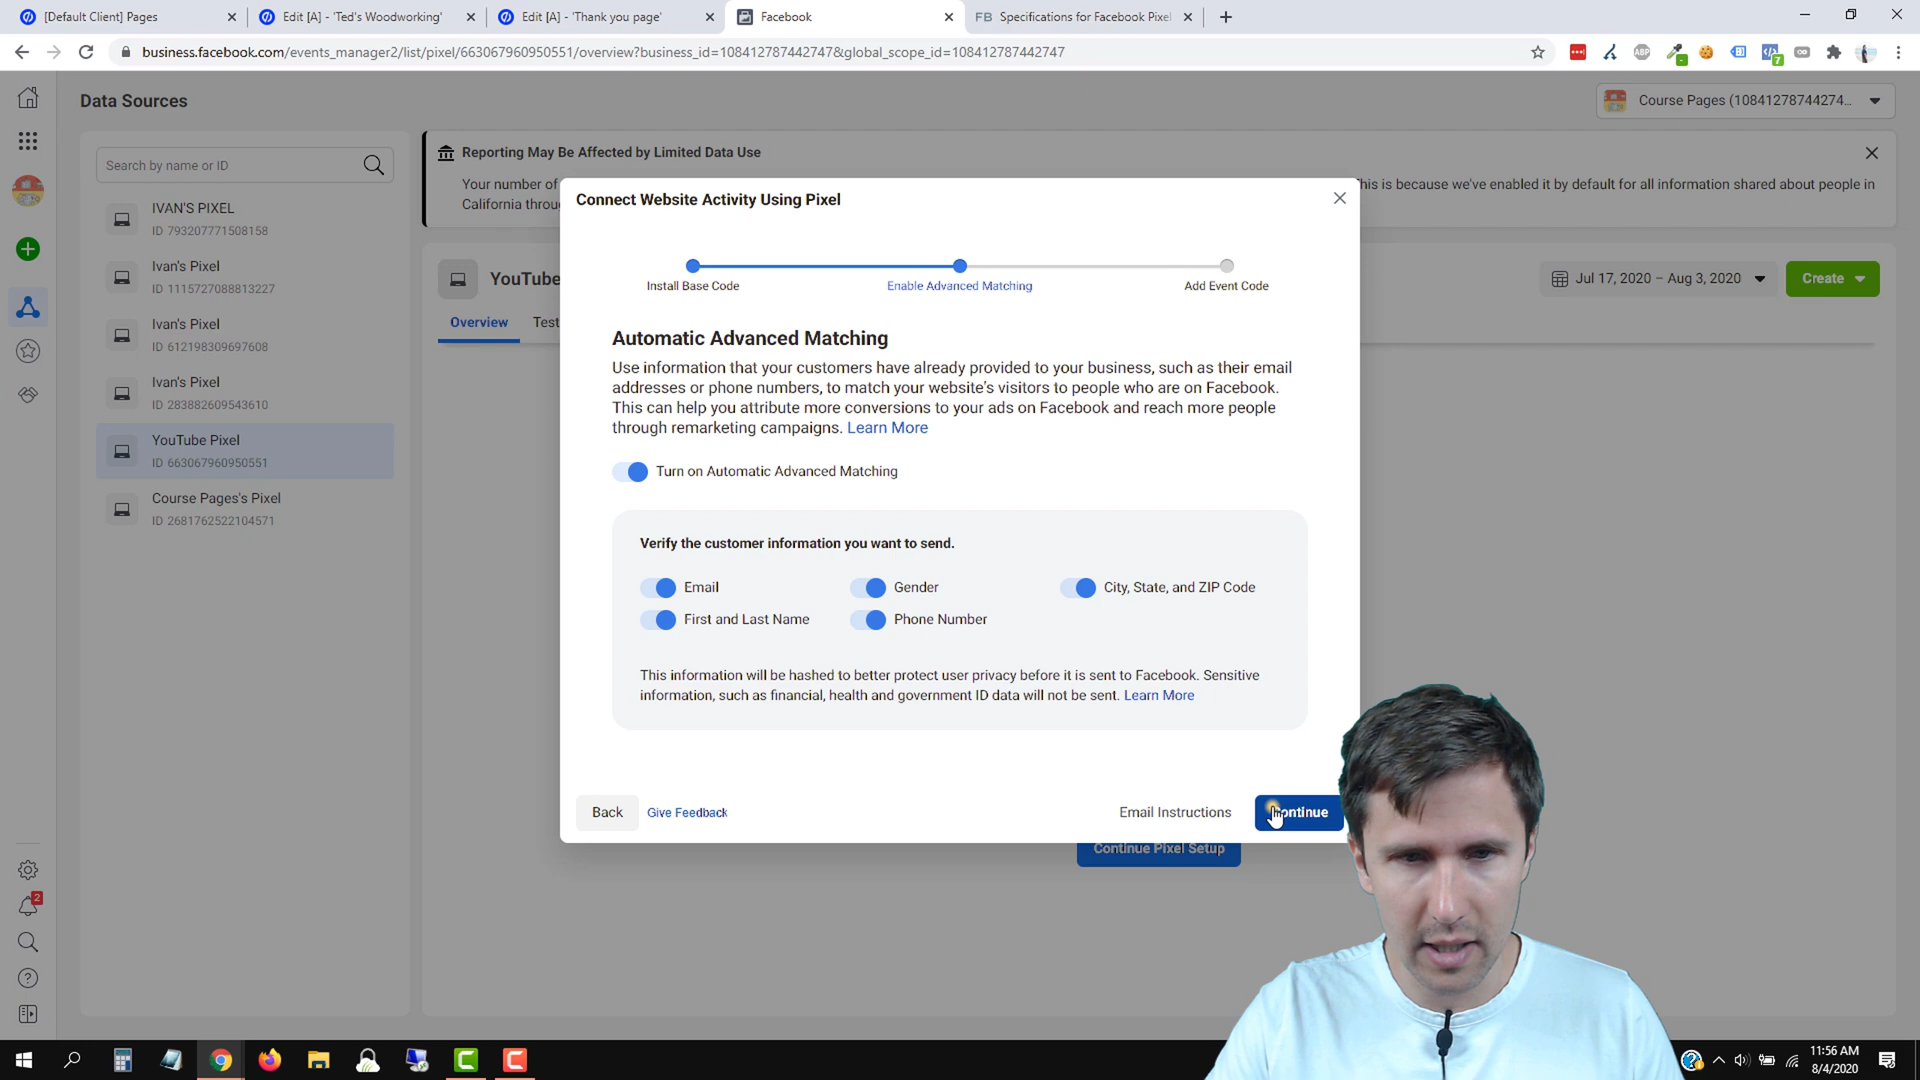 [Default Client] Pages
Edit [A] - 'Ted's Woodworking'
Edit [A] - 'Thank you page'
Facebook
FB Specifications for Facebook Pixel
business.facebook.com/events_manager2/list/pixel/663067960950551/overview?business_id=108412787442747&global_scope_id=108412787442747
ABP
7
Data Sources
Course Pages (10841278744274...
Search by name or ID
IVAN'S PIXEL
ID 793207771508158
Ivan's Pixel
ID 1115727088813227
Ivan's Pixel
ID 612198309697608
Ivan's Pixel
ID 283882609543610
YouTube Pixel
ID 663067960950551
Course Pages's Pixel
ID 2681762522104571
Reporting May Be Affected by Limited Data Use
Your number of
his is because we've enabled it by default for all information shared about people in
California throu
YouTube
Jul 17, 2020 – Aug 3, 2020
Create
Overview
Test
Connect Website Activity Using Pixel
Install Base Code
Enable Advanced Matching
Add Event Code
Automatic Advanced Matching
Use information that your customers have already provided to your business, such as their email
addresses or phone numbers, to match your website's visitors to people who are on Facebook.
This can help you attribute more conversions to your ads on Facebook and reach more people
through remarketing campaigns. Learn More
Turn on Automatic Advanced Matching
Verify the customer information you want to send.
Email
Gender
City, State, and ZIP Code
First and Last Name
Phone Number
This information will be hashed to better protect user privacy before it is sent to Facebook. Sensitive
information, such as financial, health and government ID data will not be sent. Learn More
Back
Give Feedback
Email Instructions
Continue
Continue Pixel Setup
2
11:56 AM
8/4/2020